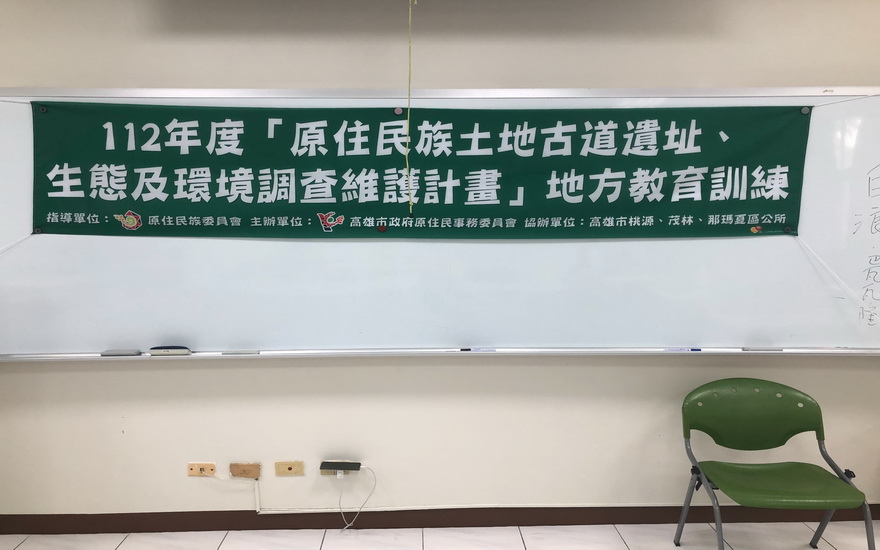 112年度「原住民族土地古道遺址、
生態及環境調查維護計畫」地方教育訓練
指導單位： 原住民族委員會 主辦單位： 高雄市政府原住民事務委員會 協辦單位：高雄市桃源、茂林、那瑪夏區公所